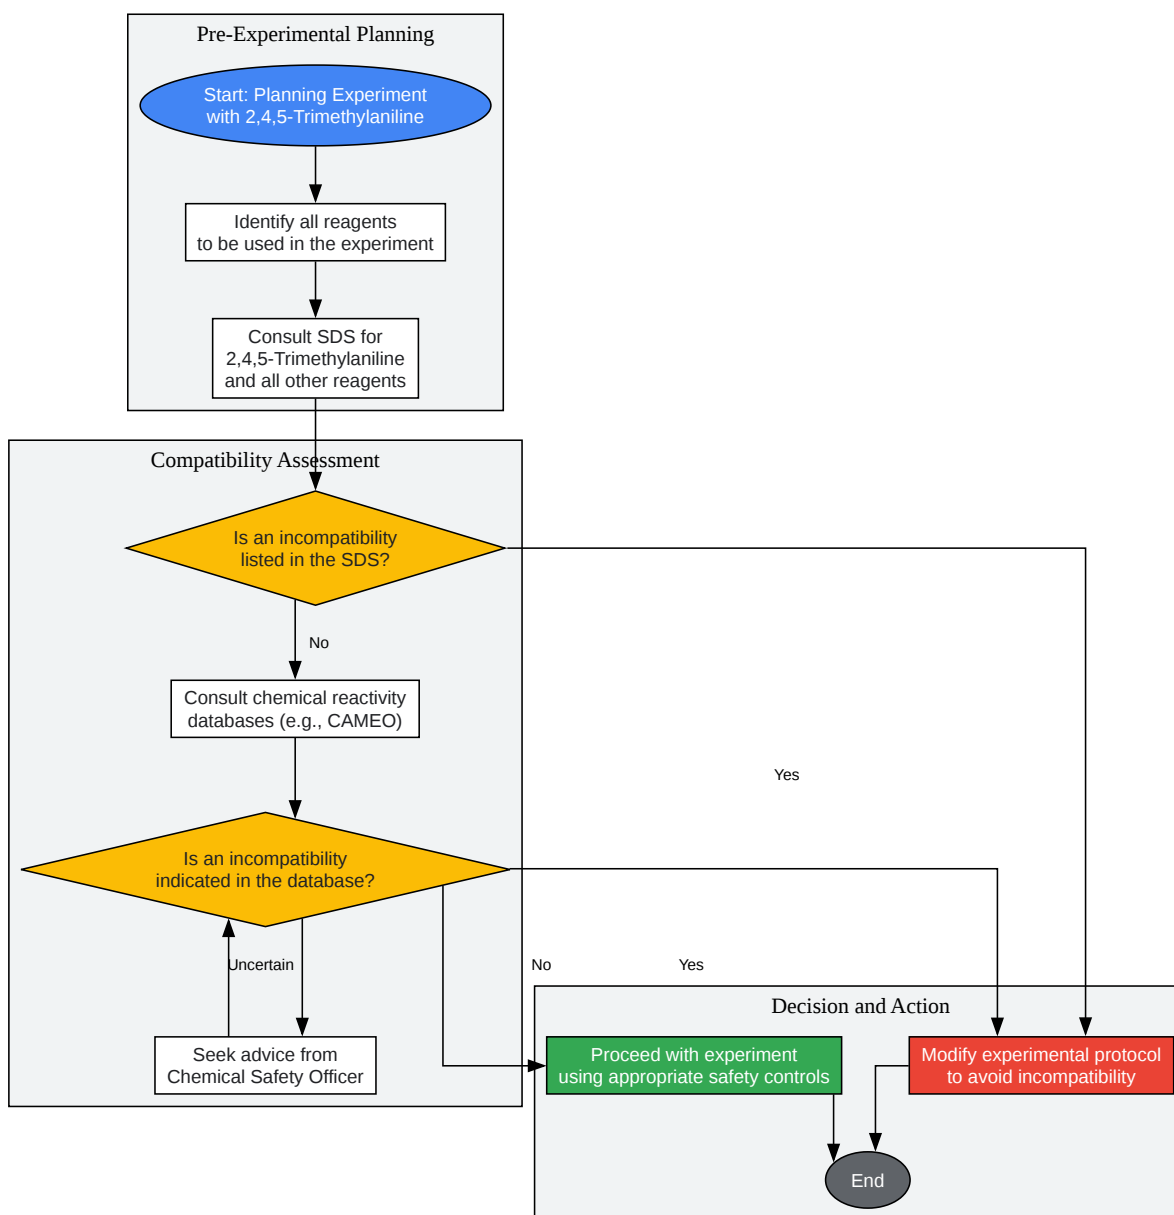 Pre-Experimental Planning
Start: Planning Experiment
with 2,4,5-Trimethylaniline
Identify all reagents
to be used in the experiment
Consult SDS for
2,4,5-Trimethylaniline
and all other reagents
Compatibility Assessment
Is an incompatibility
listed in the SDS?
No
Consult chemical reactivity
databases (e.g., CAMEO)
Yes
Is an incompatibility
indicated in the database?
Uncertain
No
Yes
Decision and Action
Seek advice from
Chemical Safety Officer
Proceed with experiment
using appropriate safety controls
Modify experimental protocol
to avoid incompatibility
End